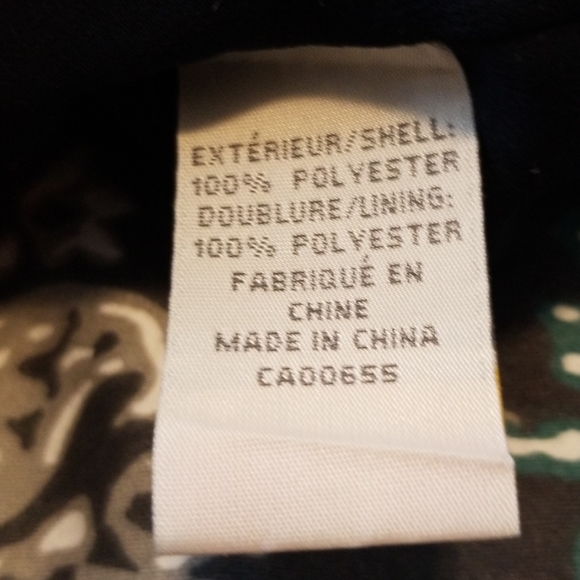 EXTÉRIEUR/SHELL:
100% POLYESTER
DOUBLURE/LINING:
100% POLYESTER
FABRIQUÉ EN
CHINE
MADE IN CHINA
CA00655